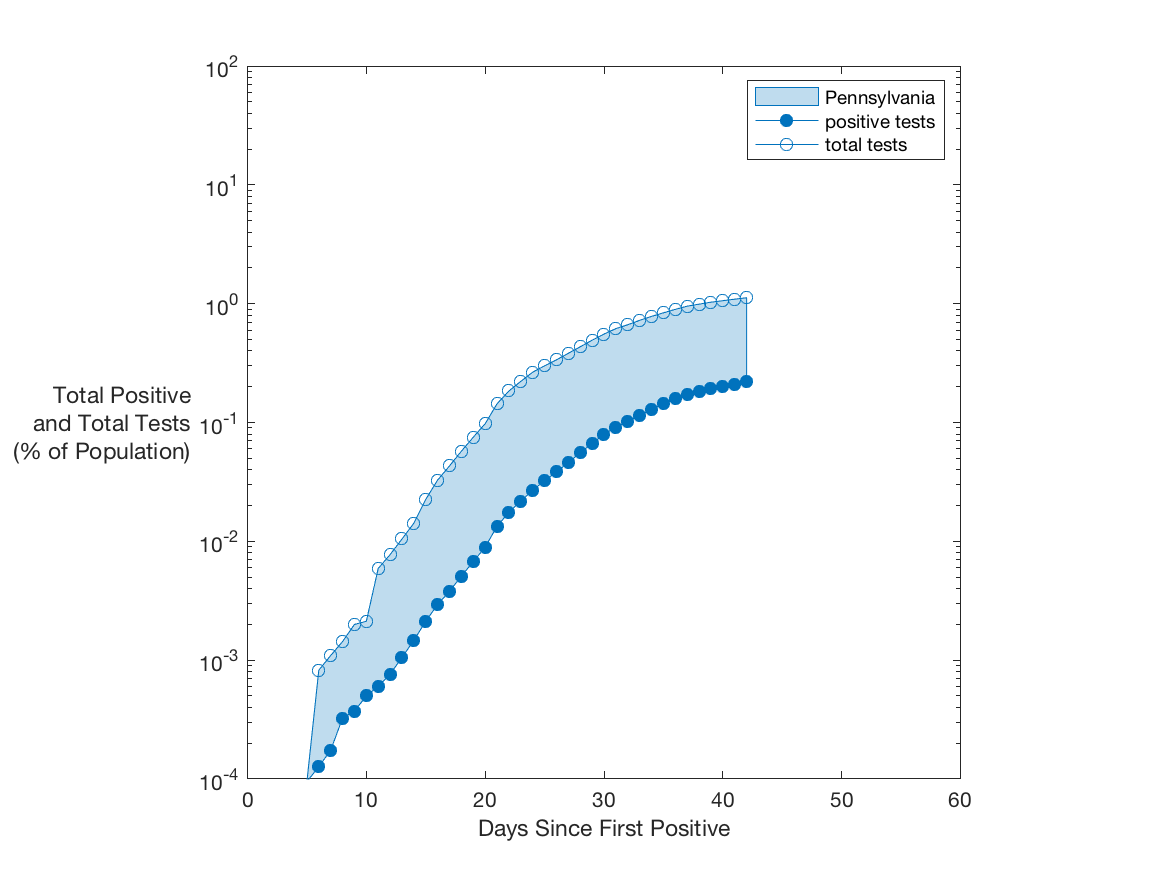 10^2
10^1
10^0
10^-1
10^-2
10^-3
10^-4
Total Positive
and Total Tests
(% of Population)
Pennsylvania
positive tests
total tests
0 10 20 30 40 50 60
Days Since First Positive